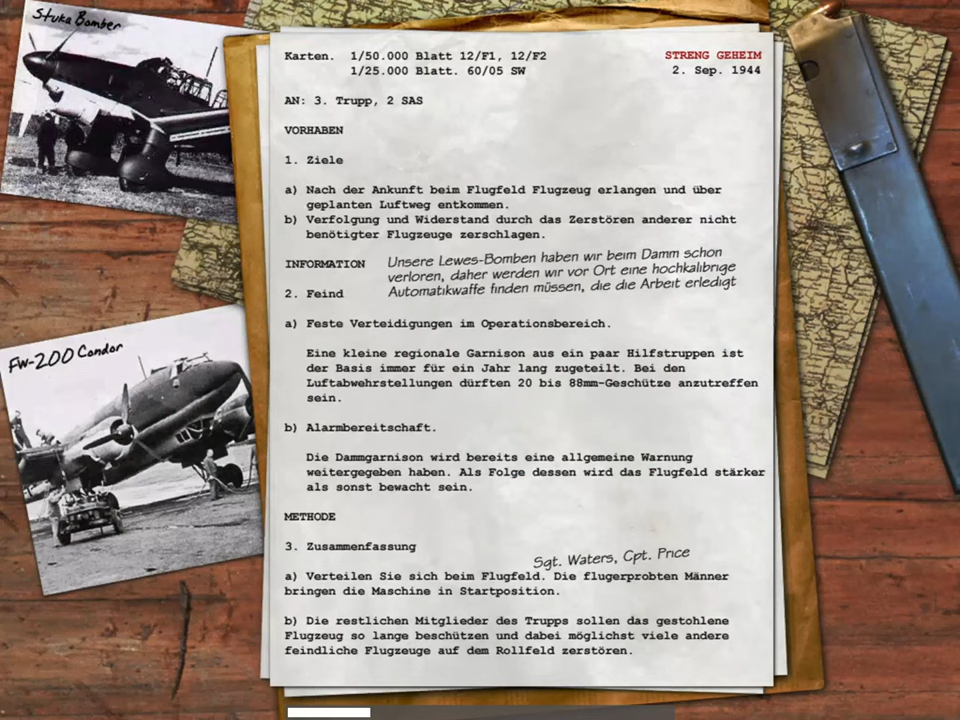 Stuka Bomber
Karten. 1/50.000 Blatt 12/F1, 12/F2
STRENG GEHEIM
1/25.000 Blatt. 60/05 SW
2. Sep. 1944
AN: 3. Trupp, 2 SAS
VORHABEN
1. Ziele
a) Nach der Ankunft beim Flugfeld Flugzeug erlangen und über
geplanten Luftweg entkommen.
b) Verfolgung und Widerstand durch das Zerstören anderer nicht
benötigter Flugzeuge zerschlagen.
INFORMATION
Unsere Lewes-Bomben haben wir beim Damm schon
verloren, daher werden wir vor Ort eine hochkalibrige
Automatikwaffe finden müssen, die die Arbeit erledigt
2. Feind
a) Feste Verteidigungen im Operationsbereich.
Eine kleine regionale Garnison aus ein paar Hilfstruppen ist
der Basis immer für ein Jahr lang zugeteilt. Bei den
Luftabwehrstellungen dürften 20 bis 88mm-Geschütze anzutreffen
sein.
FW-200 Condor
b) Alarmbereitschaft.
Die Dammgarnison wird bereits eine allgemeine Warnung
weitergegeben haben. Als Folge dessen wird das Flugfeld stärker
als sonst bewacht sein.
METHODE
3. Zusammenfassung
Sgt. Waters, Cpt. Price
a) Verteilen Sie sich beim Flugfeld. Die flugerprobten Männer
bringen die Maschine in Startposition.
b) Die restlichen Mitglieder des Trupps sollen das gestohlene
Flugzeug so lange beschützen und dabei möglichst viele andere
feindliche Flugzeuge auf dem Rollfeld zerstören.